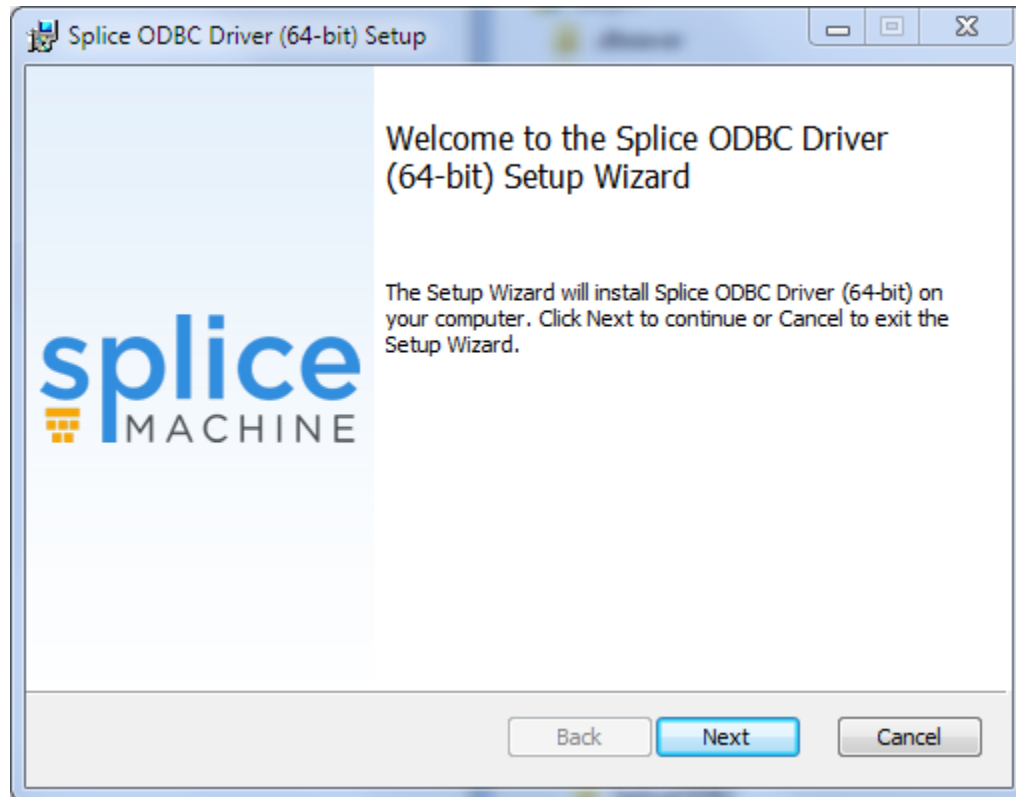 Splice ODBC Driver (64-bit) Setup
Welcome to the Splice ODBC Driver
(64-bit) Setup Wizard
The Setup Wizard will install Splice ODBC Driver (64-bit) on
your computer. Click Next to continue or Cancel to exit the
Setup Wizard.
splice
MACHINE
Back
Next
Cancel